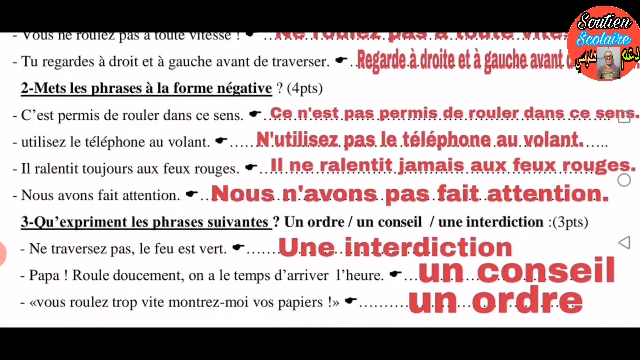 Soutien
Scolaire
- Vous ne roulez pas à toute vitesse ! ☛ Ne roulez pas à toute vite
- Tu regardes à droit et à gauche avant de traverser. ☛ Regarde à droite et à gauche avant d
2-Mets les phrases à la forme négative ? (4pts)
- C'est permis de rouler dans ce sens. ☛ Ce n'est pas permis de rouler dans ce sens.
- utilisez le téléphone au volant. ☛ N'utilisez pas le téléphone au volant.
- Il ralentit toujours aux feux rouges. ☛ Il ne ralentit jamais aux feux rouges.
- Nous avons fait attention. ☛ Nous n'avons pas fait attention.
3-Qu'expriment les phrases suivantes ? Un ordre / un conseil / une interdiction :(3pts)
- Ne traversez pas, le feu est vert. ☛ Une interdiction
- Papa ! Roule doucement, on a le temps d'arriver l'heure. ☛ un conseil
- «vous roulez trop vite montrez-moi vos papiers !» ☛ un ordre